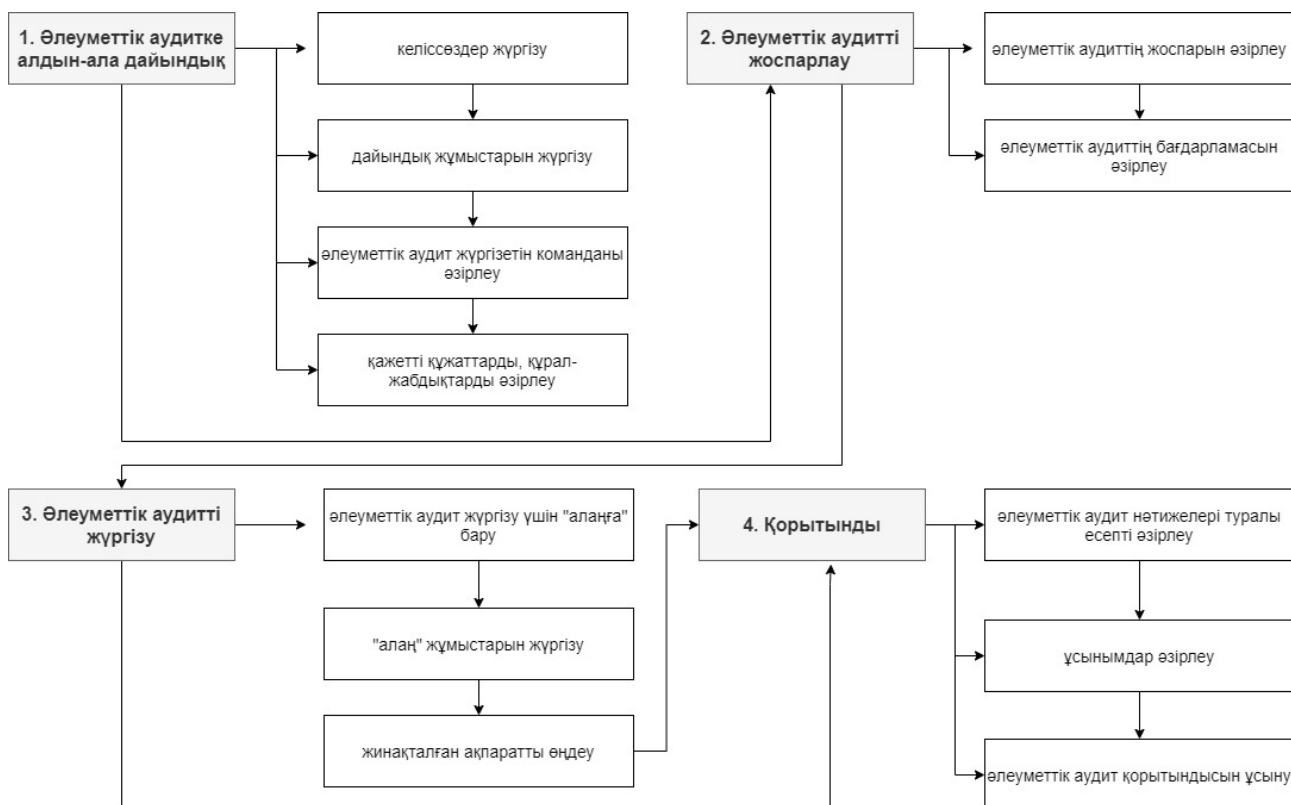 1. Әлеуметтік аудитке
алдын-ала дайындық
келіссөздер жүргізу
дайындық жұмыстарын жүргізу
әлеуметтік аудит жүргізетін команданы
әзірлеу
қажетті құжаттарды, құрал-
жабдықтарды әзірлеу
2. Әлеуметтік аудитті
жоспарлау
әлеуметтік аудиттің жоспарын әзірлеу
әлеуметтік аудиттің бағдарламасын
әзірлеу
3. Әлеуметтік аудитті
жүргізу
әлеуметтік аудит жүргізу үшін "алаңға"
бару
"алаң" жұмыстарын жүргізу
жинақталған ақпаратты өңдеу
4. Қорытынды
әлеуметтік аудит нәтижелері туралы
есепті әзірлеу
ұсынымдар әзірлеу
әлеуметтік аудит қорытындысын ұсыну